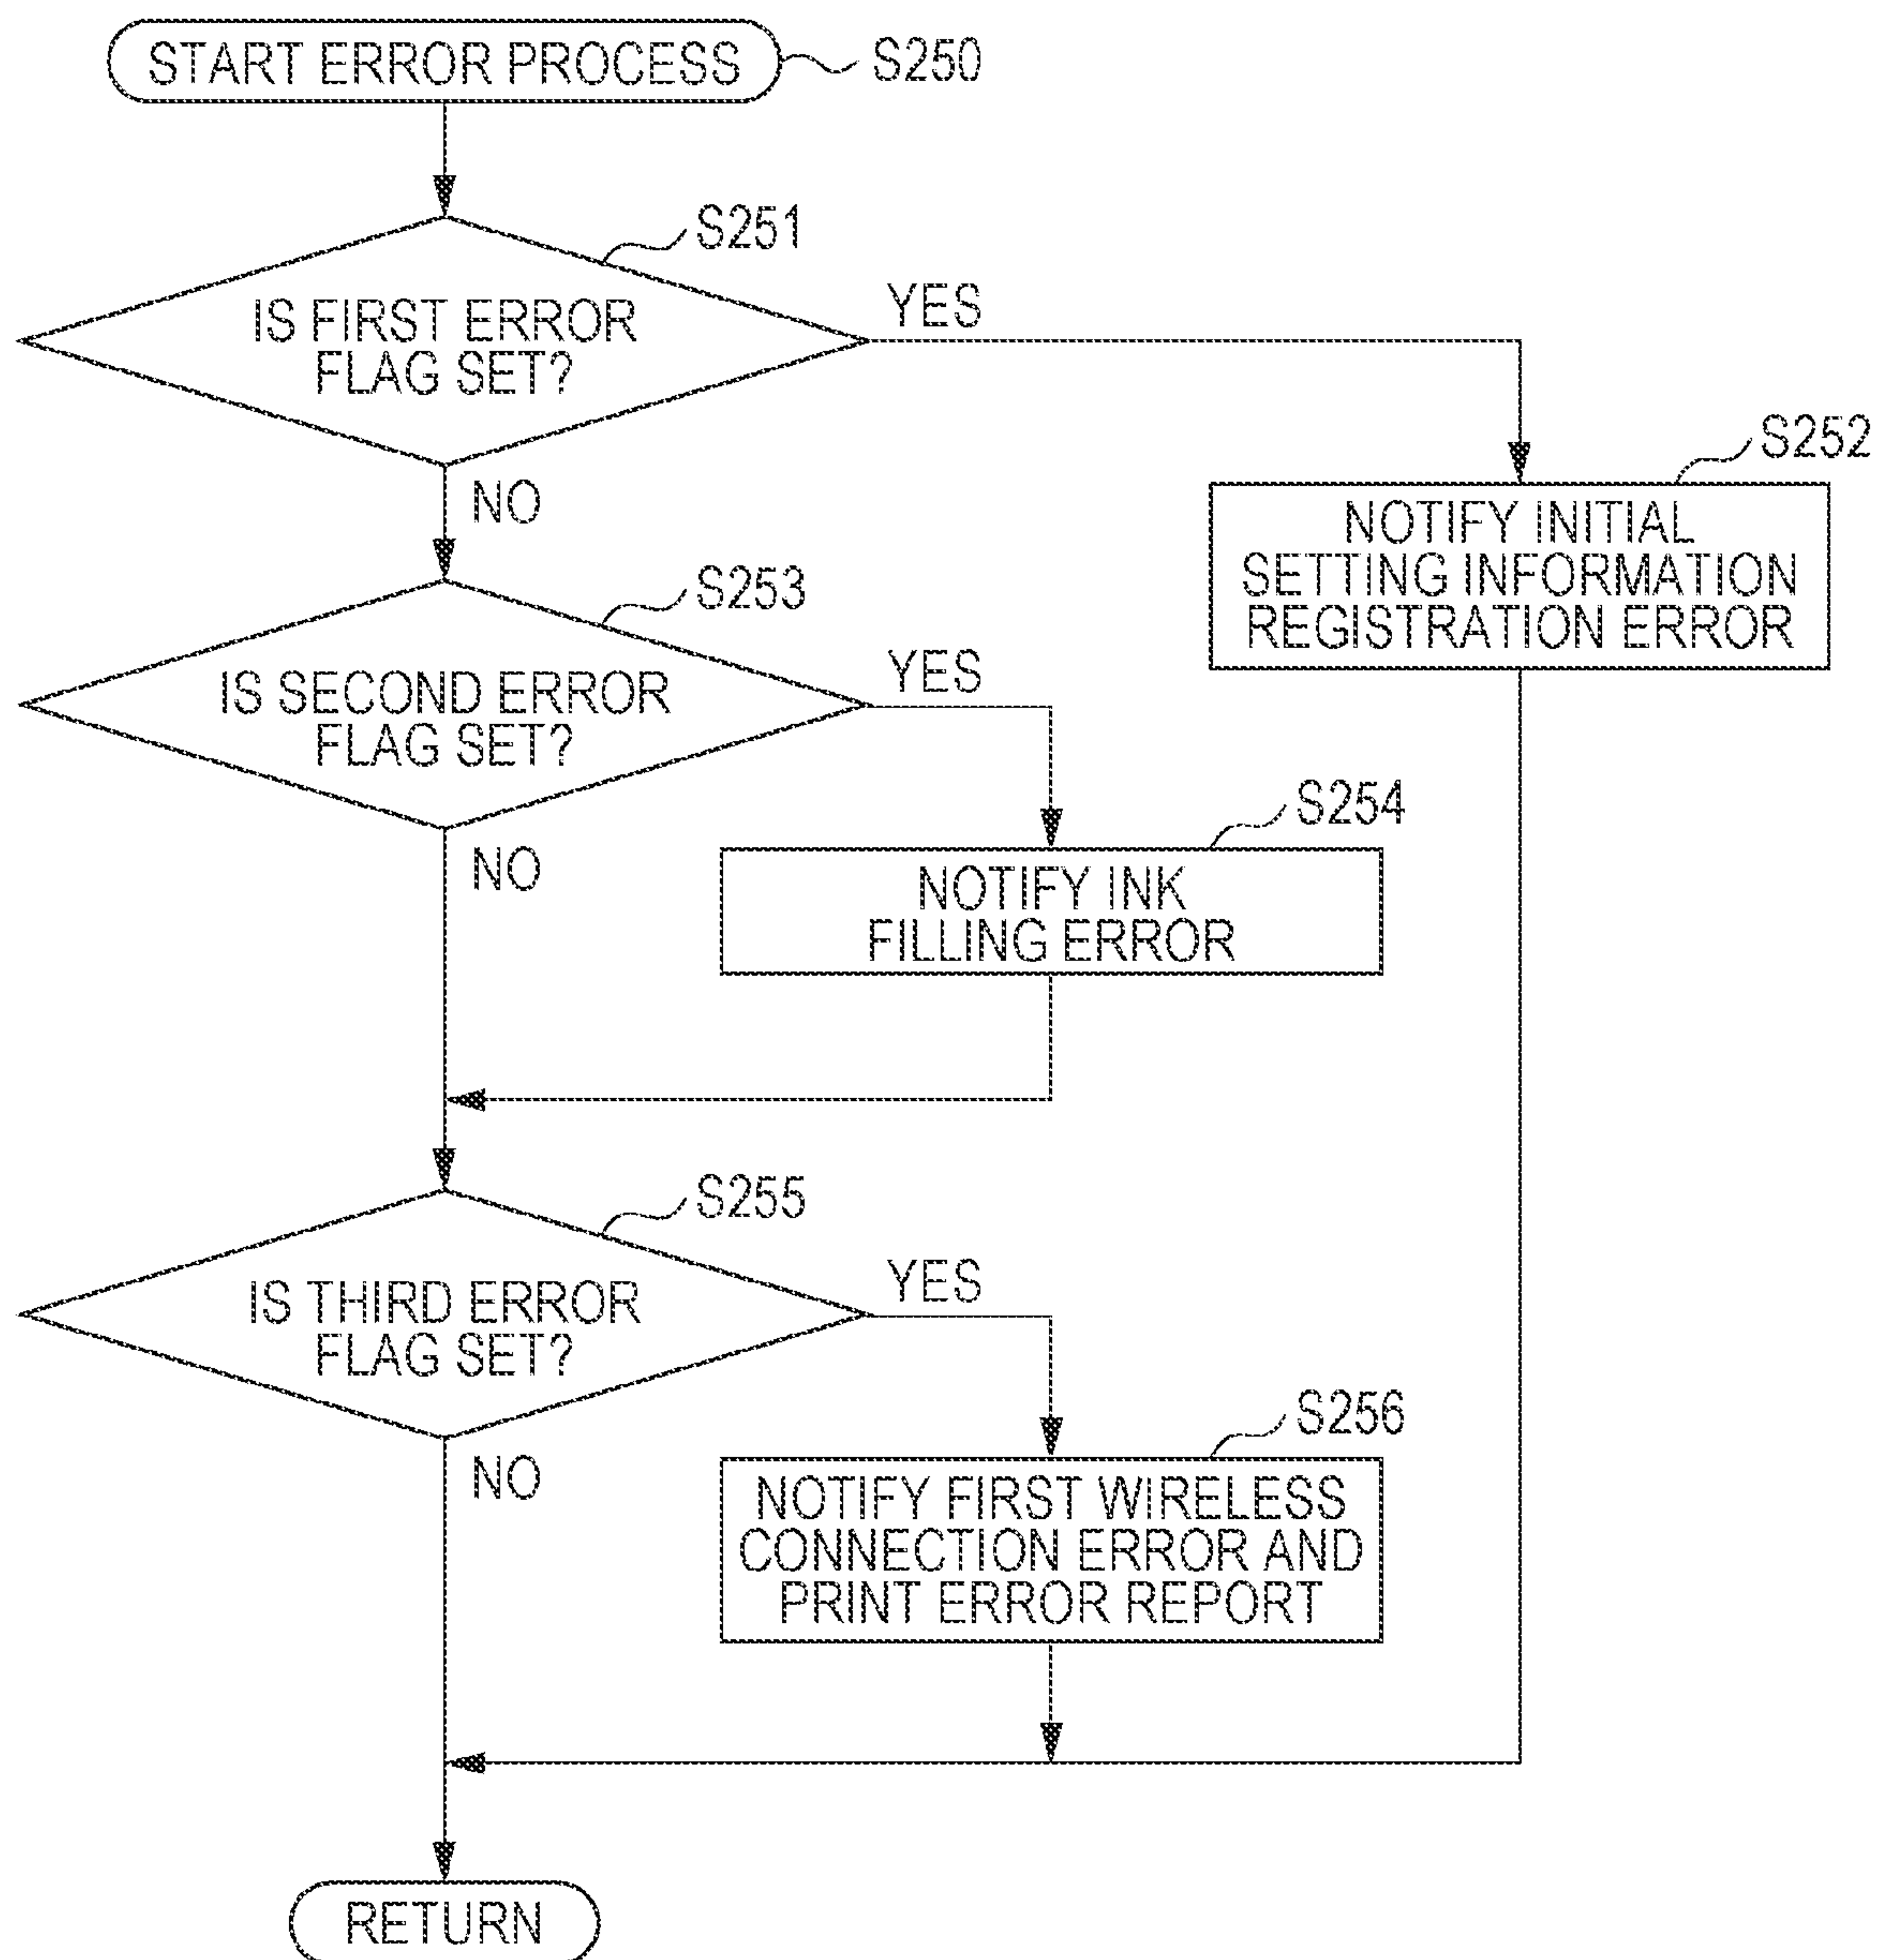 START ERROR PROCESS
S250
S251
IS FIRST ERROR
FLAG SET?
YES
NO
S252
NOTIFY INITIAL
SETTING INFORMATION
REGISTRATION ERROR
S253
IS SECOND ERROR
FLAG SET?
YES
NO
S254
NOTIFY INK
FILLING ERROR
S255
IS THIRD ERROR
FLAG SET?
YES
NO
S256
NOTIFY FIRST WIRELESS
CONNECTION ERROR AND
PRINT ERROR REPORT
RETURN